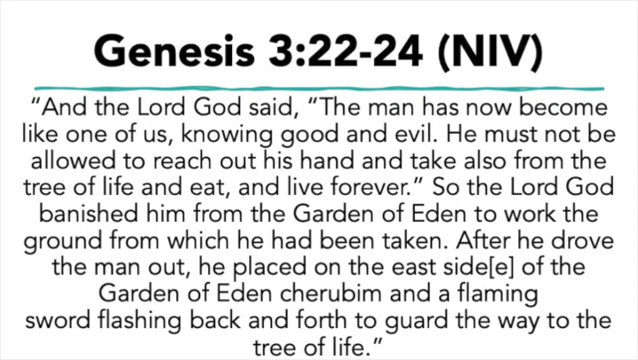 Genesis 3:22-24 (NIV)
“And the Lord God said, “The man has now become
like one of us, knowing good and evil. He must not be
allowed to reach out his hand and take also from the
tree of life and eat, and live forever.” So the Lord God
banished him from the Garden of Eden to work the
ground from which he had been taken. After he drove
the man out, he placed on the east side[e] of the
Garden of Eden cherubim and a flaming
sword flashing back and forth to guard the way to the
tree of life.”